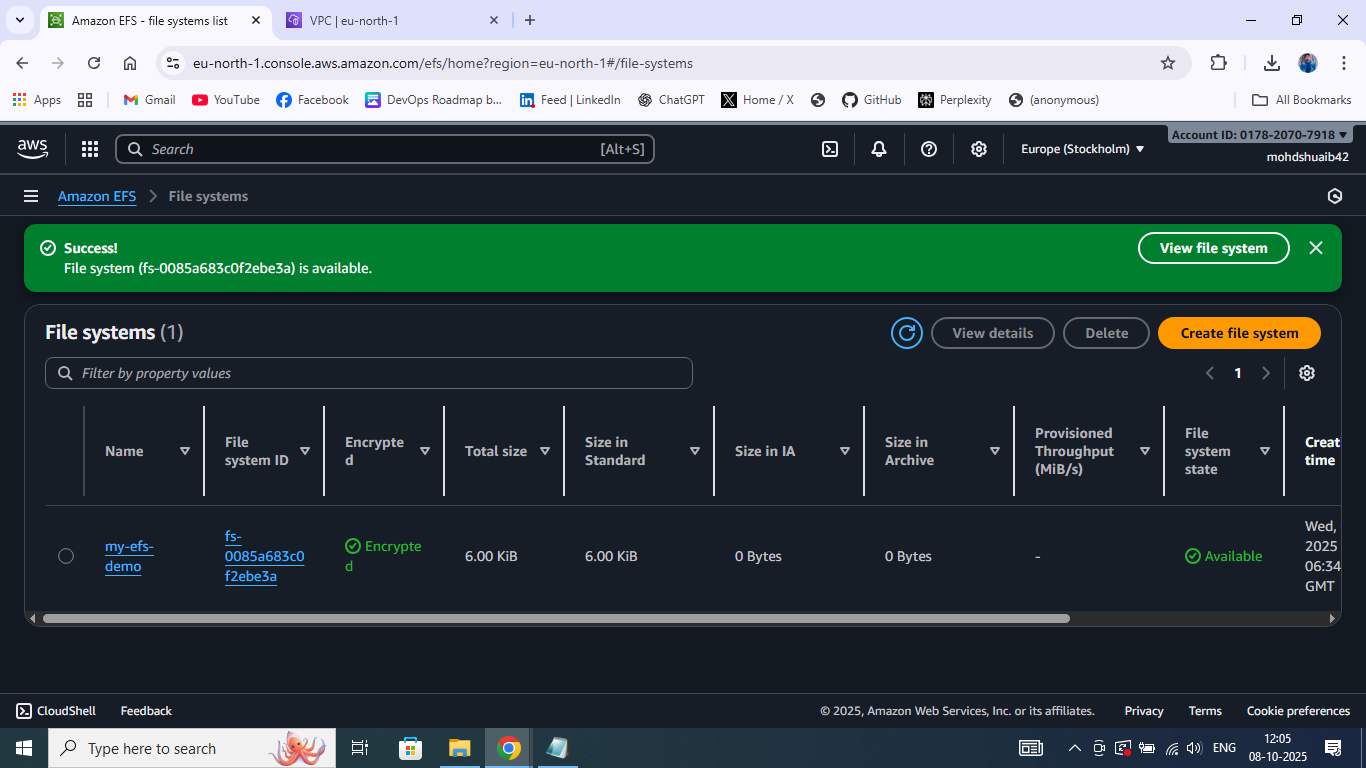 Amazon EFS - file systems list
VPC | eu-north-1
eu-north-1.console.aws.amazon.com/efs/home?region=eu-north-1#/file-systems
Apps
Gmail
YouTube
Facebook
DevOps Roadmap b...
Feed | LinkedIn
ChatGPT
Home / X
GitHub
Perplexity
(anonymous)
All Bookmarks
aws
Search
[Alt+S]
Europe (Stockholm)
Account ID: 0178-2070-7918
mohdshuaib42
Amazon EFS
File systems
Success!
File system (fs-0085a683c0f2ebe3a) is available.
View file system
File systems (1)
View details
Delete
Create file system
Filter by property values
1
Name
File
system ID
Encrypte
d
Total size
Size in
Standard
Size in IA
Size in
Archive
Provisioned
Throughput
(MiB/s)
File
system
state
Creat
time
my-efs-
demo
fs-
0085a683c0
f2ebe3a
Encrypte
d
6.00 KiB
6.00 KiB
0 Bytes
0 Bytes
-
Available
Wed,
2025
06:34
GMT
CloudShell
Feedback
© 2025, Amazon Web Services, Inc. or its affiliates.
Privacy
Terms
Cookie preferences
Type here to search
ENG
12:05
08-10-2025